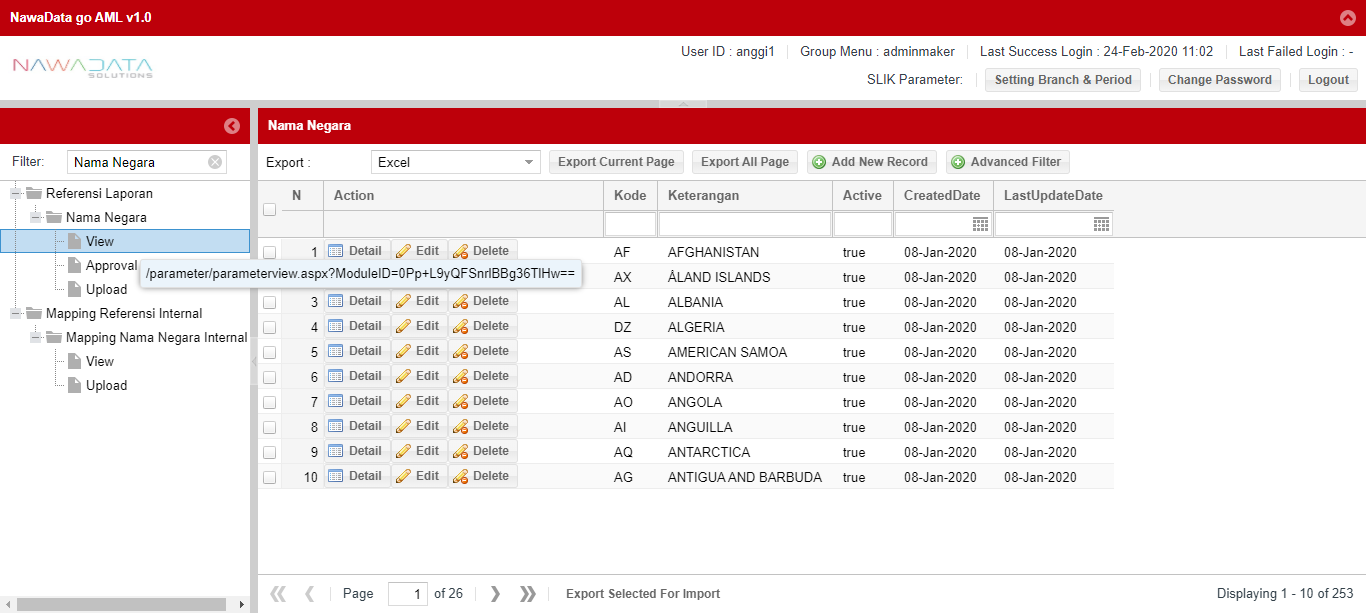 NawaData go AML v1.0
User ID : anggi1 Group Menu : adminmaker Last Success Login : 24-Feb-2020 11:02 Last Failed Login : -
NAWADATA
SOLUTIONS
SLIK Parameter: Setting Branch & Period Change Password Logout
Nama Negara
Filter: Nama Negara
Export : Excel Export Current Page Export All Page Add New Record Advanced Filter
Referensi Laporan
Nama Negara
View
Approval
Upload
Mapping Referensi Internal
Mapping Nama Negara Internal
View
Upload
/parameter/parameterview.aspx?ModuleID=0Pp+L9yQFSnrlBBg36TlHw==
N Action Kode Keterangan Active CreatedDate LastUpdateDate
1 Detail Edit Delete AF AFGHANISTAN true 08-Jan-2020 08-Jan-2020
AX ÅLAND ISLANDS true 08-Jan-2020 08-Jan-2020
3 Detail Edit Delete AL ALBANIA true 08-Jan-2020 08-Jan-2020
4 Detail Edit Delete DZ ALGERIA true 08-Jan-2020 08-Jan-2020
5 Detail Edit Delete AS AMERICAN SAMOA true 08-Jan-2020 08-Jan-2020
6 Detail Edit Delete AD ANDORRA true 08-Jan-2020 08-Jan-2020
7 Detail Edit Delete AO ANGOLA true 08-Jan-2020 08-Jan-2020
8 Detail Edit Delete AI ANGUILLA true 08-Jan-2020 08-Jan-2020
9 Detail Edit Delete AQ ANTARCTICA true 08-Jan-2020 08-Jan-2020
10 Detail Edit Delete AG ANTIGUA AND BARBUDA true 08-Jan-2020 08-Jan-2020
Page 1 of 26 Export Selected For Import Displaying 1 - 10 of 253